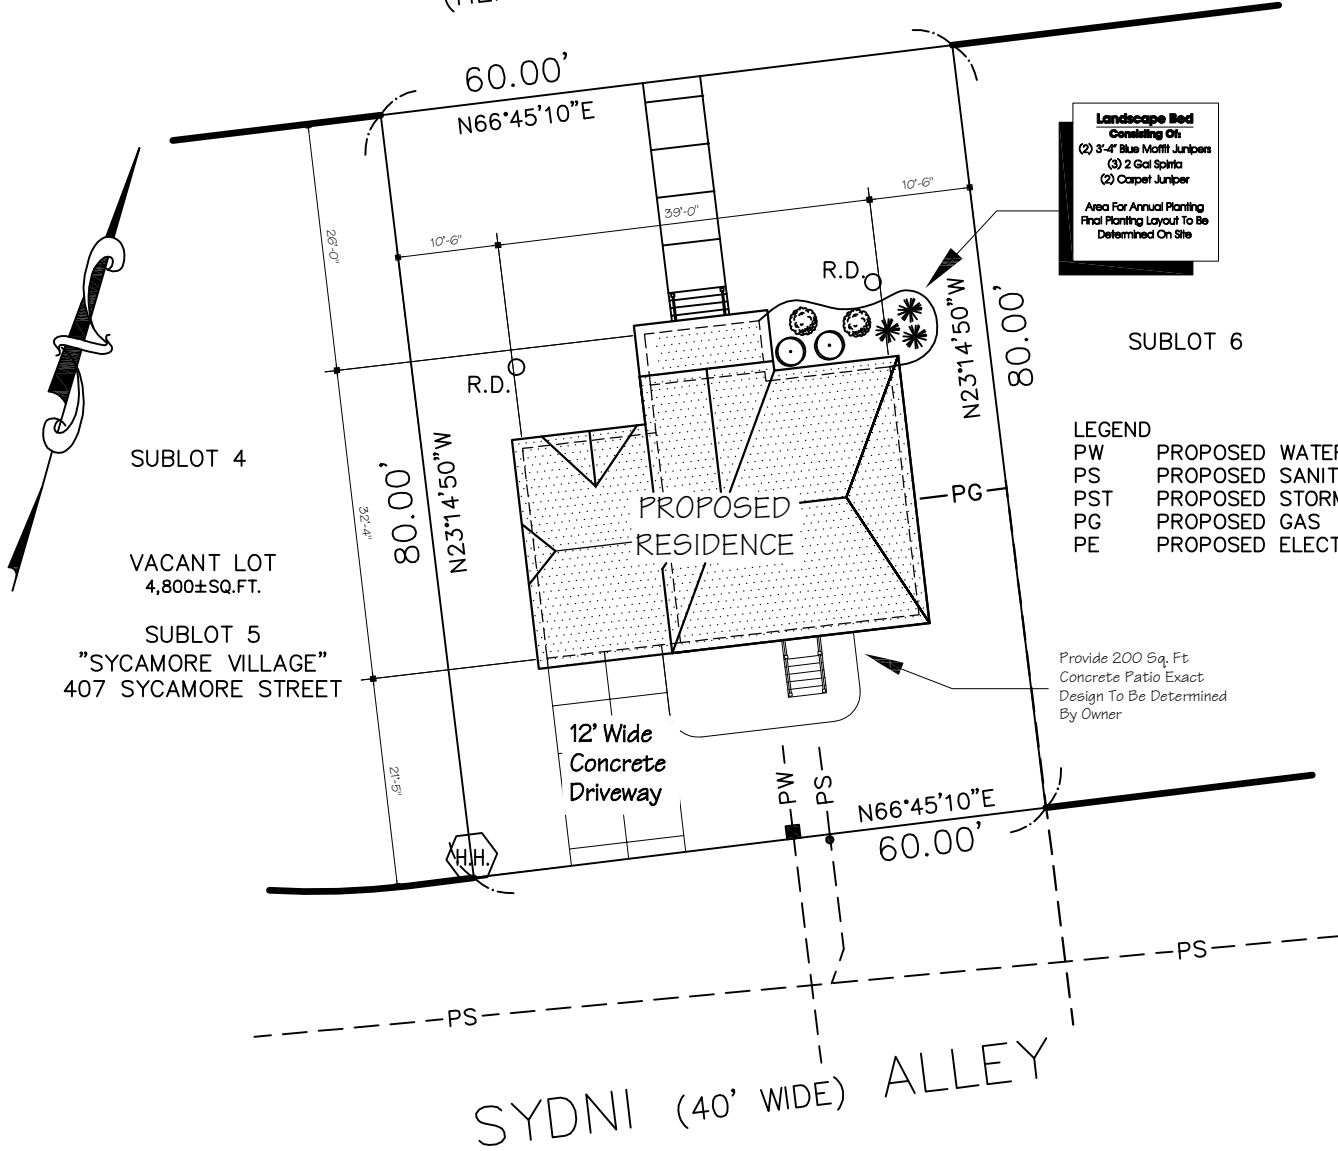 60.00'
N66°45'10"E
Landscape Bed
Consisting Of:
(2) 3'-4" Blue Moffit Junipers
(3) 2 Gal Spirria
(2) Carpet Juniper
Area For Annual Planting
Final Planting Layout To Be
Determined On Site
10'-6"
39'-0"
10'-6"
26'-0"
R.D.
R.D.
N23°14'50"W
80.00'
SUBLOT 6
SUBLOT 4
LEGEND
PW PROPOSED WATER
PS PROPOSED SANIT
PST PROPOSED STORM
PG PROPOSED GAS
PE PROPOSED ELECT
80.00'
N23°14'50"W
32'-4"
PROPOSED
RESIDENCE
PG
VACANT LOT
4,800±SQ.FT.
SUBLOT 5
"SYCAMORE VILLAGE"
407 SYCAMORE STREET
Provide 200 Sq. Ft
Concrete Patio Exact
Design To Be Determined
By Owner
12' Wide
Concrete
Driveway
21'-5"
PW
PS
N66°45'10"E
60.00'
H.H.
PS
PS
SYDNI (40' WIDE) ALLEY